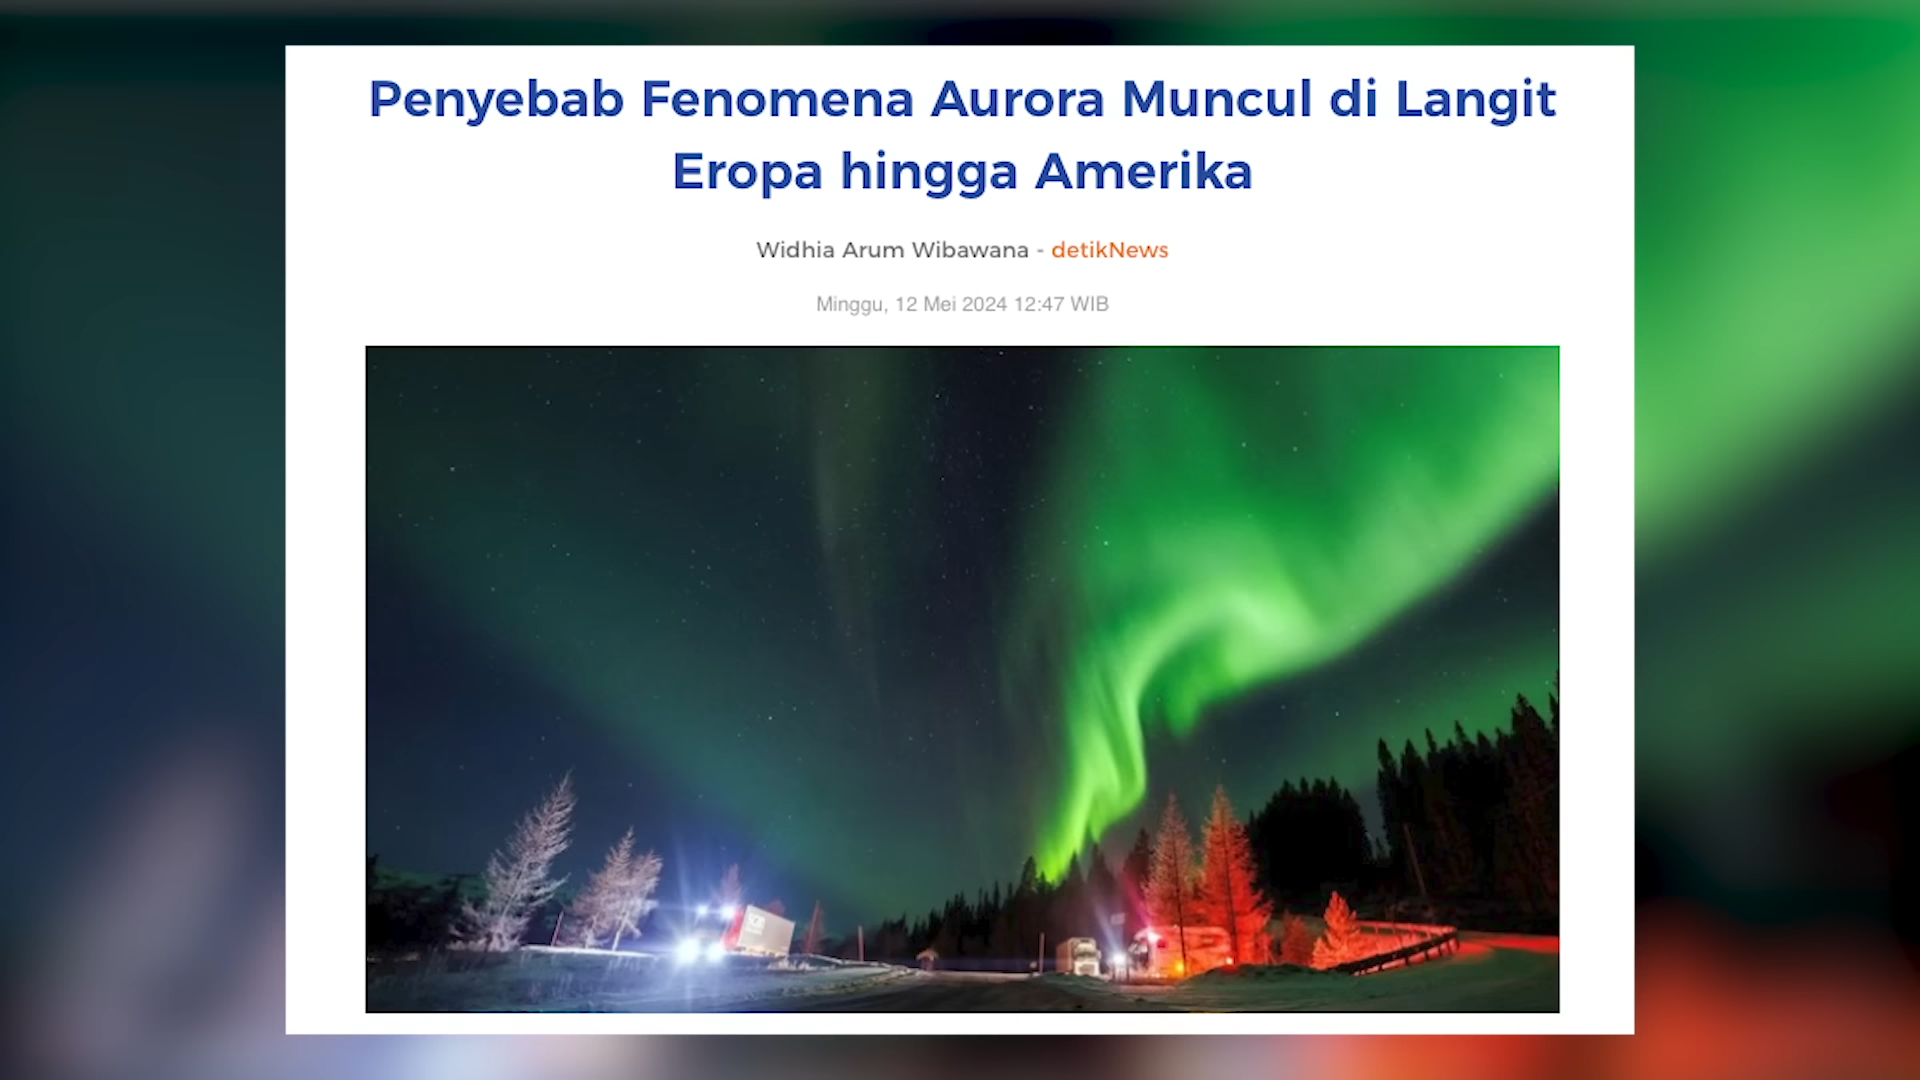 Penyebab Fenomena Aurora Muncul di Langit
Eropa hingga Amerika
Widhia Arum Wibawana - detikNews
Minggu, 12 Mei 2024 12:47 WIB